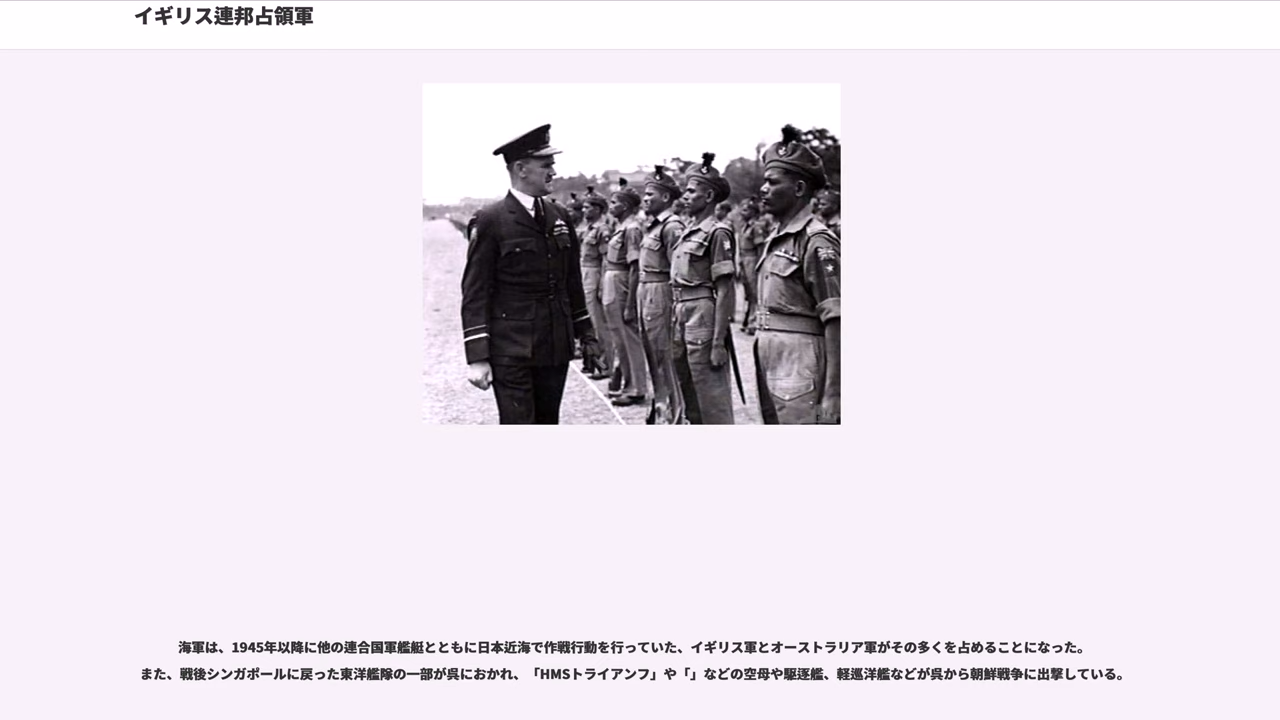 イギリス連邦占領軍
海軍は、1945年以降に他の連合国軍艦艇とともに日本近海で作戦行動を行っていた、イギリス軍とオーストラリア軍がその多くを占めることになった。
また、戦後シンガポールに戻った東洋艦隊の一部が呉におかれ、「HMSトライアンフ」や「」などの空母や駆逐艦、軽巡洋艦などが呉から朝鮮戦争に出撃している。